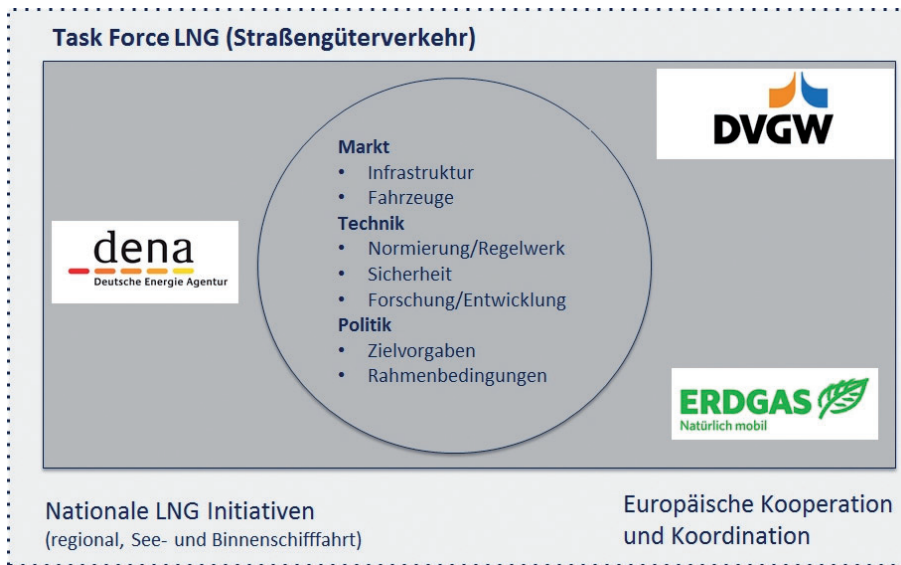 Task Force LNG (Straßengüterverkehr)
DVGW
Markt
• Infrastruktur
• Fahrzeuge
Technik
• Normierung/Regelwerk
• Sicherheit
• Forschung/Entwicklung
Politik
• Zielvorgaben
• Rahmenbedingungen
dena
Deutsche Energie Agentur
ERDGAS
Natürlich mobil
Nationale LNG Initiativen
(regional, See- und Binnenschifffahrt)
Europäische Kooperation
und Koordination